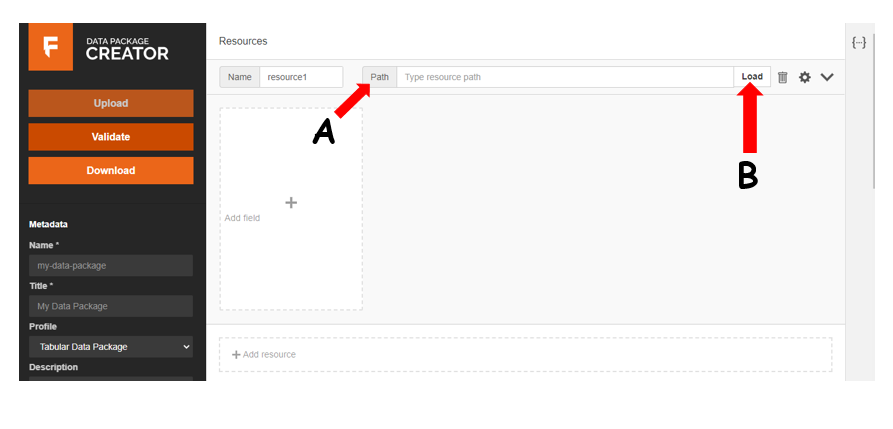 DATA PACKAGE
CREATOR
Upload
Validate
Download
Metadata
Name *
my-data-package
Title *
My Data Package
Profile
Tabular Data Package
Description
Resources
Name resource1 Path Type resource path Load
A
B
+
Add field
+ Add resource
{...}